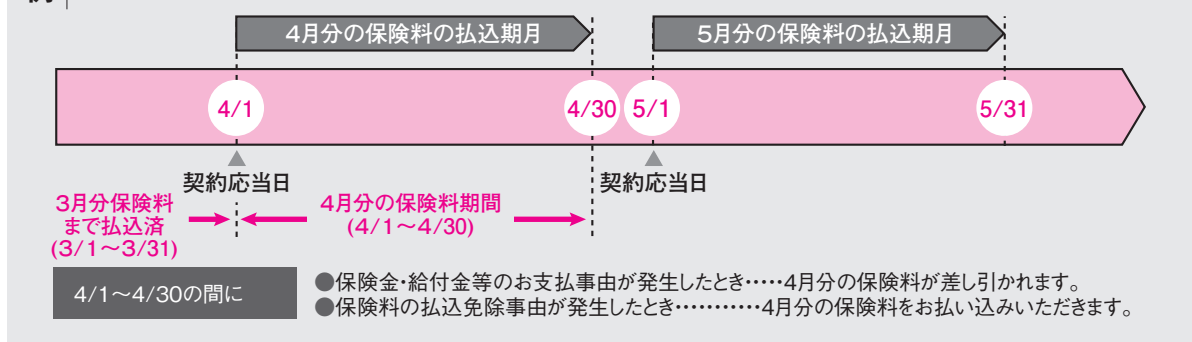 4月分の保険料の払込期月
5月分の保険料の払込期月
4/1
4/30
5/1
5/31
契約応当日
契約応当日
3月分保険料
まで払込済
(3/1〜3/31)
4月分の保険料期間
(4/1〜4/30)
4/1〜4/30の間に
●保険金・給付金等のお支払事由が発生したとき‥‥‥4月分の保険料が差し引かれます。
●保険料の払込免除事由が発生したとき‥‥‥‥‥‥4月分の保険料をお払い込みいただきます。